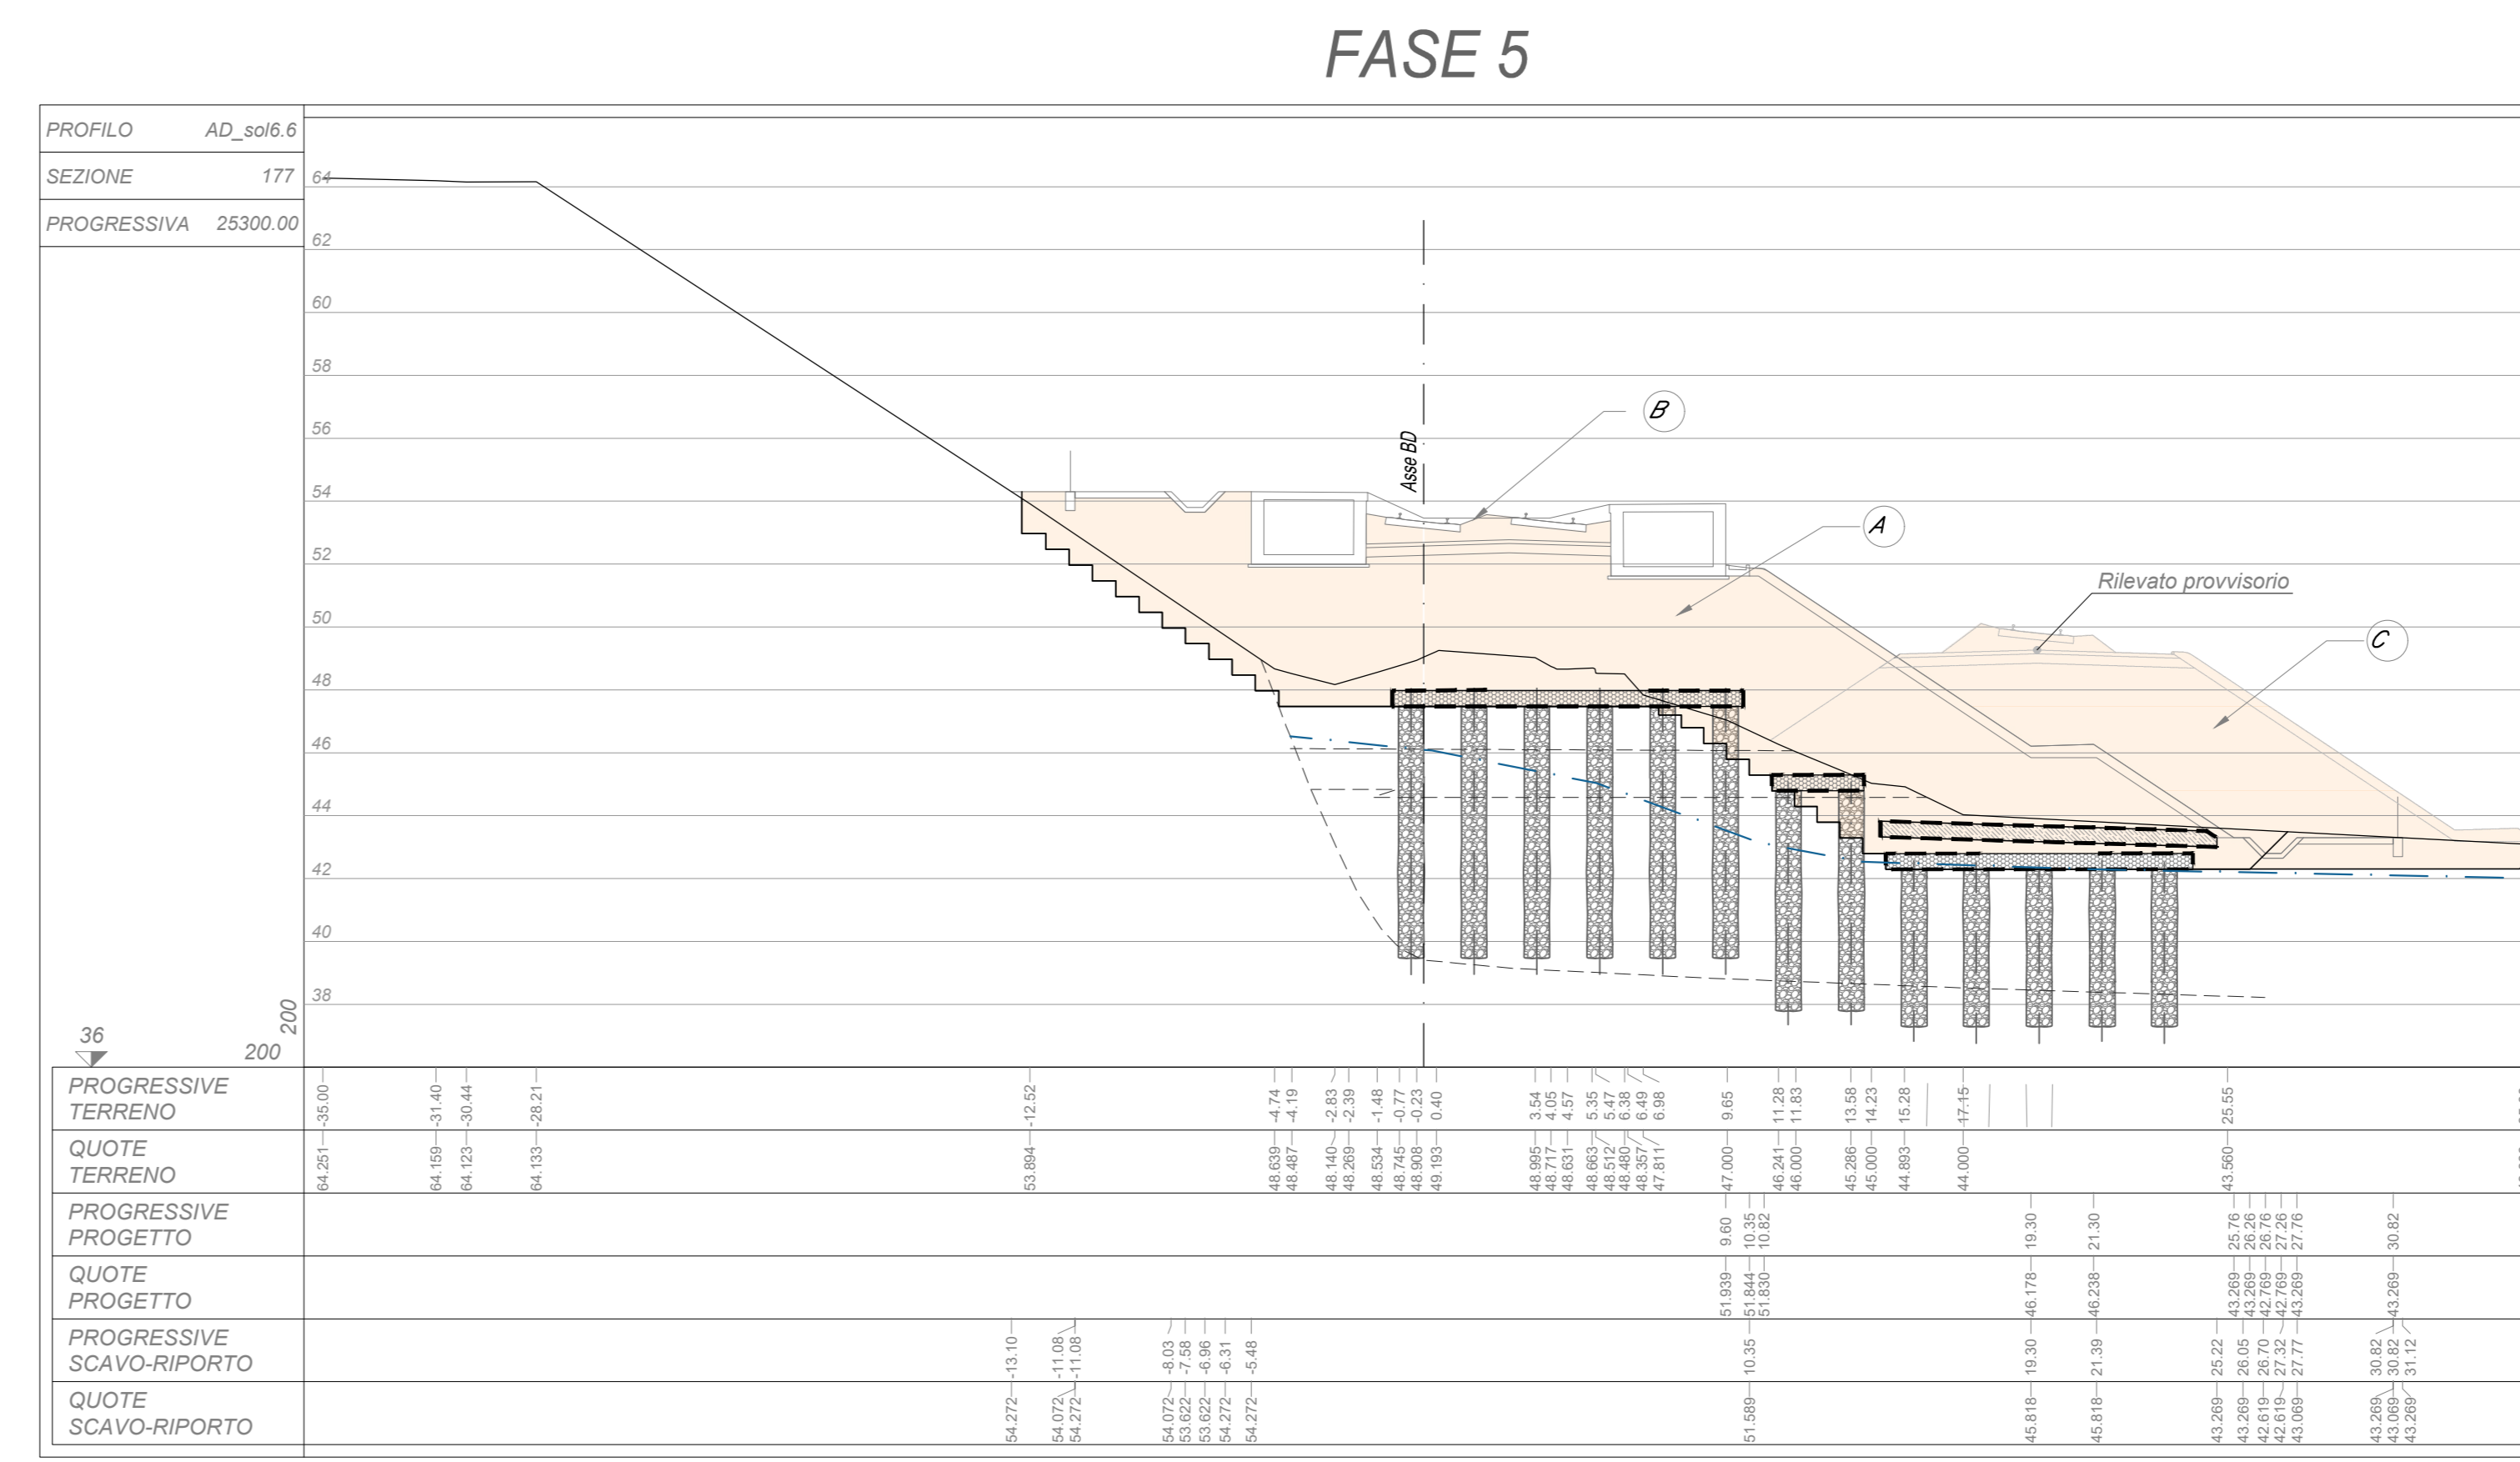 FASE 5
PROFILO AD_sol6.6
SEZIONE 177
PROGRESSIVA 25300.00
64
62
60
58
56
54
52
50
48
46
44
42
40
38
36
200
200
Asse BD
B
A
Rilevato provvisorio
C
PROGRESSIVE
TERRENO
-35.00 -31.40 -30.44 -28.21 -12.52 -4.74 -4.19 -2.83 -2.39 -1.48 -0.77 -0.23 0.40 3.54 4.05 4.57 5.35 5.47 6.38 6.49 6.98 9.65 11.28 11.83 13.58 14.23 15.28 17.15 25.55
QUOTE
TERRENO
64.251 64.159 64.123 64.133 53.894 48.639 48.487 48.140 48.269 48.534 48.745 48.908 49.193 48.995 48.717 48.631 48.663 48.512 48.480 48.357 47.811 47.000 46.241 46.000 45.286 45.000 44.893 44.000 43.560
PROGRESSIVE
PROGETTO
9.60 10.35 10.82 19.30 21.30 25.76 26.26 26.76 27.26 27.76 30.82
QUOTE
PROGETTO
51.939 51.844 51.830 46.178 46.238 43.269 43.269 42.769 42.769 43.269 43.269
PROGRESSIVE
SCAVO-RIPORTO
-13.10 -11.08 -11.08 -8.03 -7.58 -6.96 -6.31 -5.48 10.35 19.30 21.39 25.22 26.05 26.70 27.32 27.77 30.82 30.82 31.12
QUOTE
SCAVO-RIPORTO
54.272 54.072 54.272 54.072 53.622 53.622 54.272 54.272 51.589 45.818 45.818 43.269 43.269 42.619 42.619 43.069 43.269 43.069 43.269